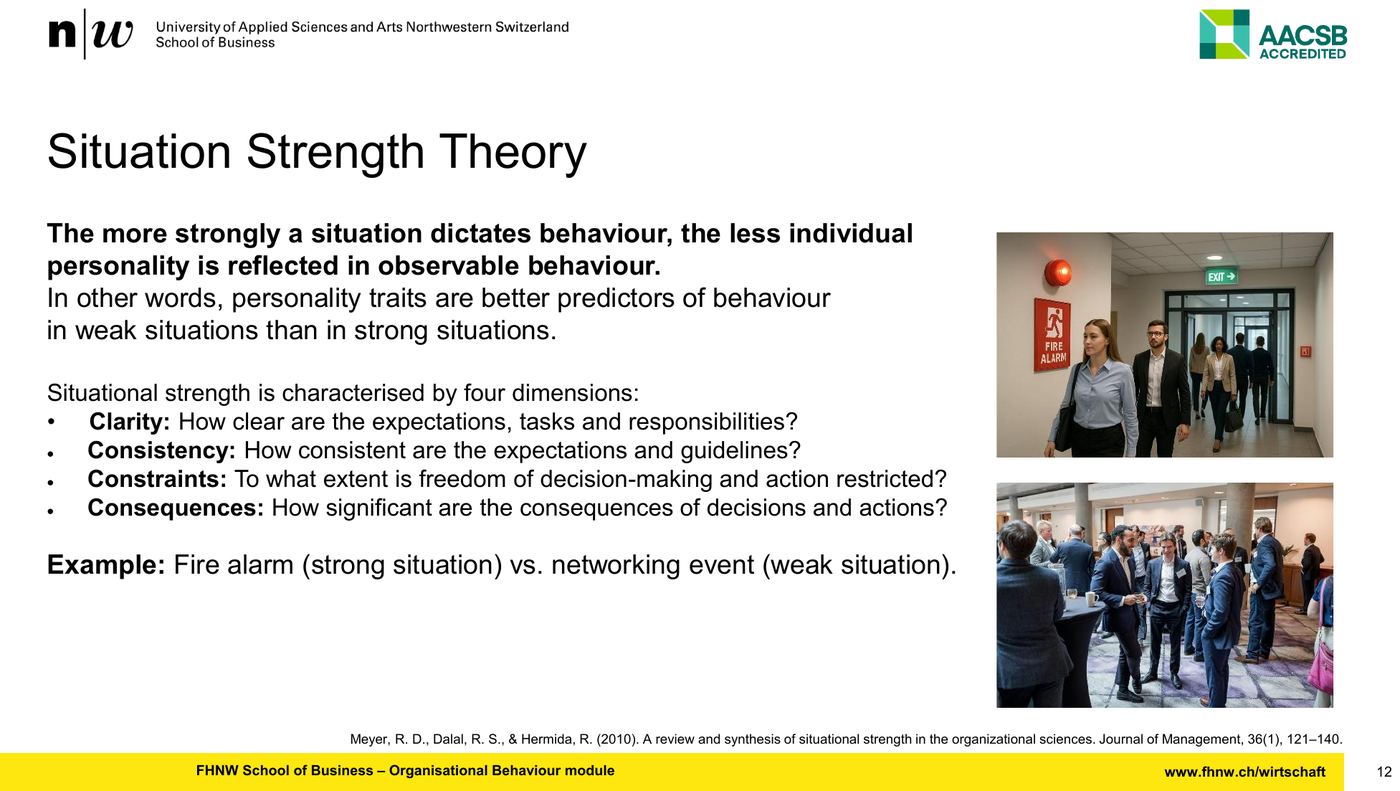 n|w University of Applied Sciences and Arts Northwestern Switzerland
School of Business
AACSB
ACCREDITED
Situation Strength Theory
The more strongly a situation dictates behaviour, the less individual
personality is reflected in observable behaviour.
In other words, personality traits are better predictors of behaviour
in weak situations than in strong situations.
Situational strength is characterised by four dimensions:
• Clarity: How clear are the expectations, tasks and responsibilities?
• Consistency: How consistent are the expectations and guidelines?
• Constraints: To what extent is freedom of decision-making and action restricted?
• Consequences: How significant are the consequences of decisions and actions?
Example: Fire alarm (strong situation) vs. networking event (weak situation).
EXIT →
FIRE
ALARM
Meyer, R. D., Dalal, R. S., & Hermida, R. (2010). A review and synthesis of situational strength in the organizational sciences. Journal of Management, 36(1), 121–140.
FHNW School of Business – Organisational Behaviour module
www.fhnw.ch/wirtschaft
12